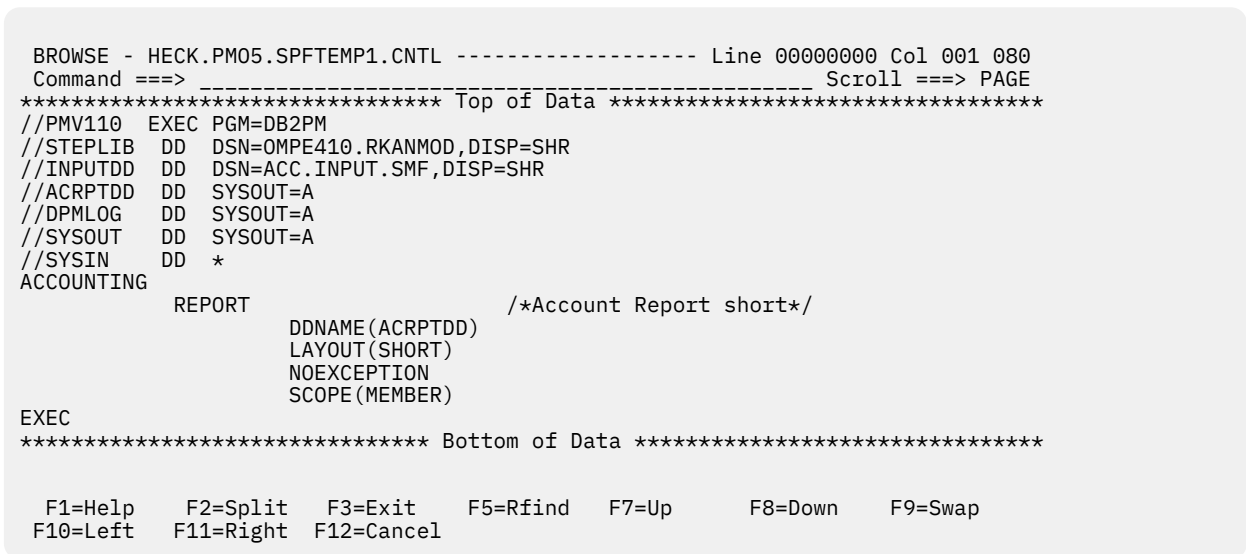 BROWSE - HECK.PMO5.SPFTEMP1.CNTL ------------------- Line 00000000 Col 001 080
Command ===> ________________________________________________ Scroll ===> PAGE
********************************* Top of Data **********************************
//PMV110  EXEC PGM=DB2PM
//STEPLIB  DD  DSN=OMPE410.RKANMOD,DISP=SHR
//INPUTDD  DD  DSN=ACC.INPUT.SMF,DISP=SHR
//ACRPTDD  DD  SYSOUT=A
//DPMLOG   DD  SYSOUT=A
//SYSOUT   DD  SYSOUT=A
//SYSIN    DD  *
ACCOUNTING
            REPORT                    /*Account Report short*/
                     DDNAME(ACRPTDD)
                     LAYOUT(SHORT)
                     NOEXCEPTION
                     SCOPE(MEMBER)
EXEC
******************************** Bottom of Data ********************************
F1=Help    F2=Split   F3=Exit    F5=Rfind   F7=Up      F8=Down    F9=Swap
F10=Left   F11=Right  F12=Cancel